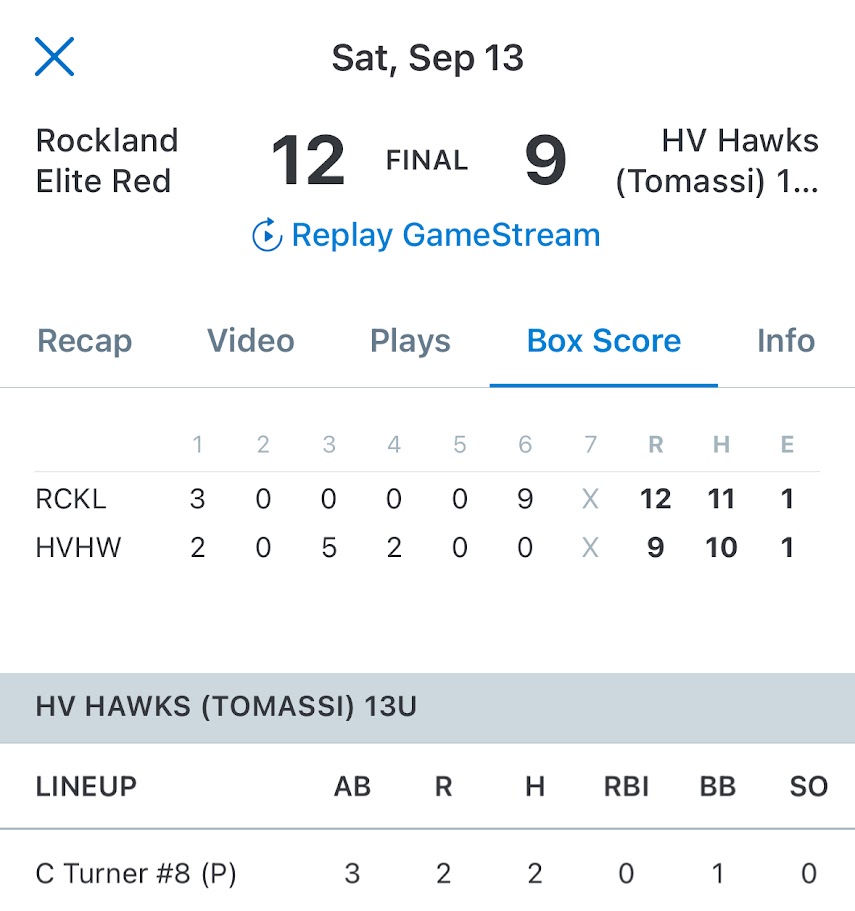 Sat, Sep 13
Rockland Elite Red 12 FINAL 9 HV Hawks (Tomassi) 1...
Replay GameStream
Recap Video Plays Box Score Info
1 2 3 4 5 6 7 R H E
RCKL 3 0 0 0 0 9 X 12 11 1
HVHW 2 0 5 2 0 0 X 9 10 1
HV HAWKS (TOMASSI) 13U
LINEUP AB R H RBI BB SO
C Turner #8 (P) 3 2 2 0 1 0